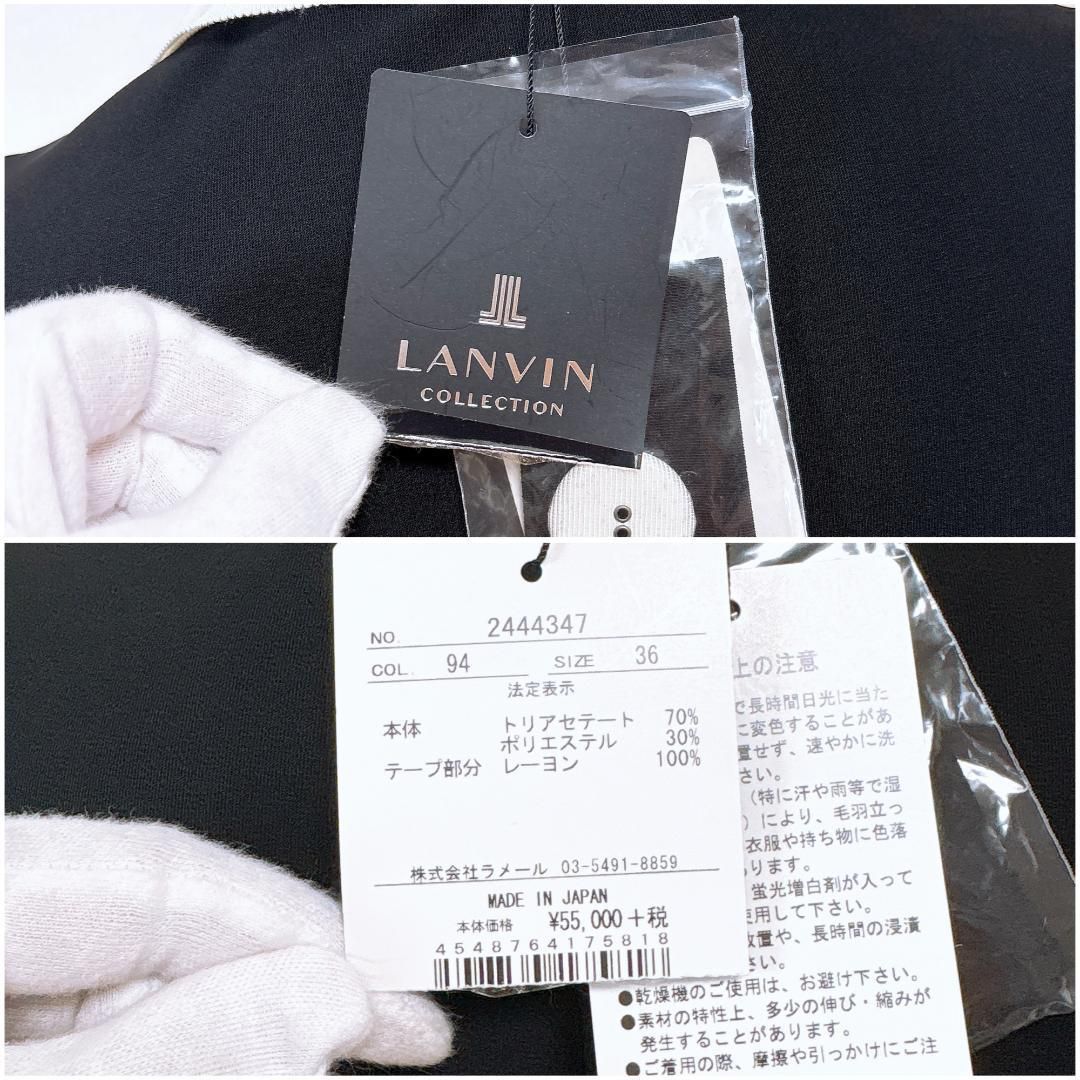 LANVIN
COLLECTION
NO. 2444347
COL. 94 SIZE 36
法定表示
本体 トリアセテート 70%
ポリエステル 30%
テープ部分 レーヨン 100%
株式会社ラメール 03-5491-8859
MADE IN JAPAN
本体価格 ¥55,000+税
4548764175818
上の注意
で長時間日光に当た
に変色することがあ
置せず、速やかに洗
さい。
(特に汗や雨等で湿
)により、毛羽立っ
衣服や持ち物に色落
ります。
蛍光増白剤が入って
使用して下さい。
放置や、長時間の浸漬
さい。
●乾燥機のご使用は、お避け下さい。
●素材の特性上、多少の伸び・縮みが
発生することがあります。
●ご着用の際、摩擦や引っかけにご注